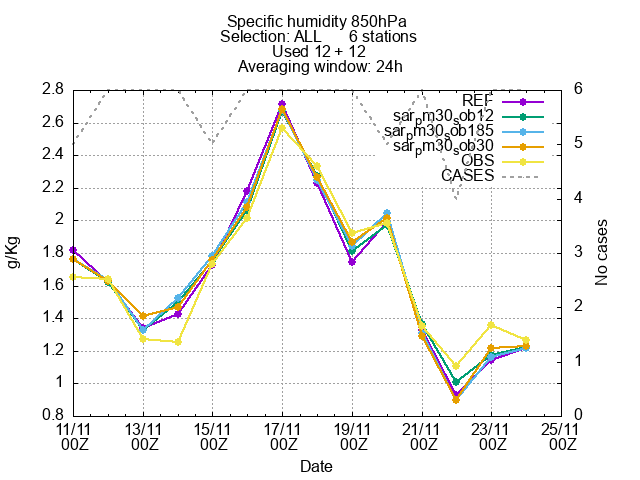 Specific humidity 850hPa
Selection: ALL 6 stations
Used 12 + 12
Averaging window: 24h
2.8
2.6
2.4
2.2
2
1.8
1.6
1.4
1.2
1
0.8
g/Kg
REF
sarpm30sob12
sarpm30sob185
sarpm30sob30
OBS
CASES
6
5
4
3
2
1
0
No cases
11/11 13/11 15/11 17/11 19/11 21/11 23/11 25/11
00Z 00Z 00Z 00Z 00Z 00Z 00Z 00Z
Date